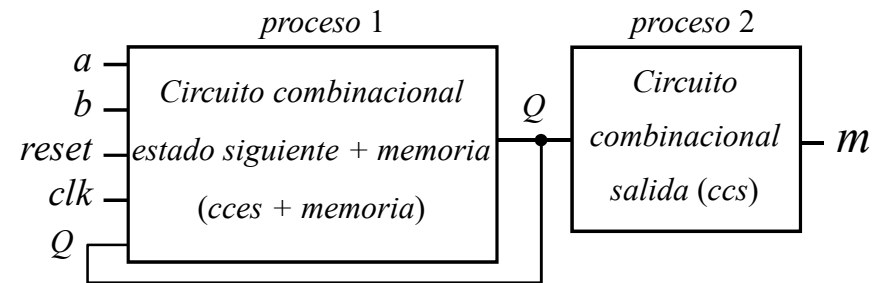 proceso 1
proceso 2
a
b
reset
clk
Q
Circuito combinacional
estado siguiente + memoria
(cces + memoria)
Q
Circuito
combinacional
salida (ccs)
m